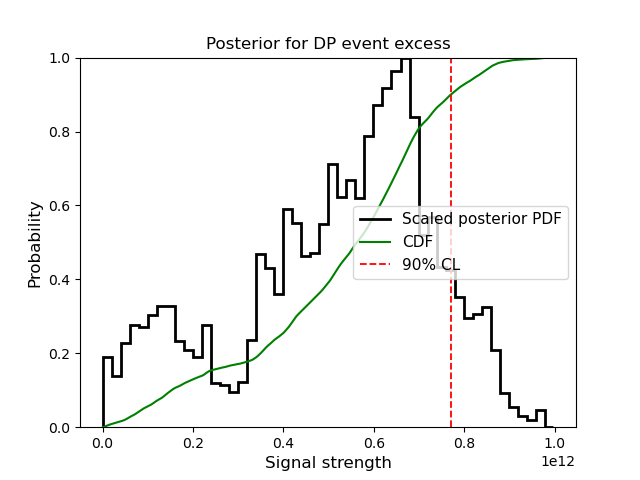 Posterior for DP event excess
Probability
1.0
0.8
0.6
0.4
0.2
0.0
Scaled posterior PDF
CDF
90% CL
0.0 0.2 0.4 0.6 0.8 1.0
1e12
Signal strength